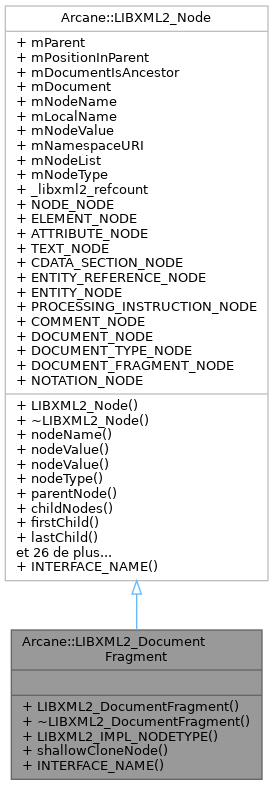 Arcane::LIBXML2_Node
+ mParent
+ mPositionInParent
+ mDocumentIsAncestor
+ mDocument
+ mNodeName
+ mLocalName
+ mNodeValue
+ mNamespaceURI
+ mNodeList
+ mNodeType
+ _libxml2_refcount
+ NODE_NODE
+ ELEMENT_NODE
+ ATTRIBUTE_NODE
+ TEXT_NODE
+ CDATA_SECTION_NODE
+ ENTITY_REFERENCE_NODE
+ ENTITY_NODE
+ PROCESSING_INSTRUCTION_NODE
+ COMMENT_NODE
+ DOCUMENT_NODE
+ DOCUMENT_TYPE_NODE
+ DOCUMENT_FRAGMENT_NODE
+ NOTATION_NODE
+ LIBXML2_Node()
+ ~LIBXML2_Node()
+ nodeName()
+ nodeValue()
+ nodeValue()
+ nodeType()
+ parentNode()
+ childNodes()
+ firstChild()
+ lastChild()
et 26 de plus...
+ INTERFACE_NAME()
Arcane::LIBXML2_Document
Fragment
+ LIBXML2_DocumentFragment()
+ ~LIBXML2_DocumentFragment()
+ LIBXML2_IMPL_NODETYPE()
+ shallowCloneNode()
+ INTERFACE_NAME()